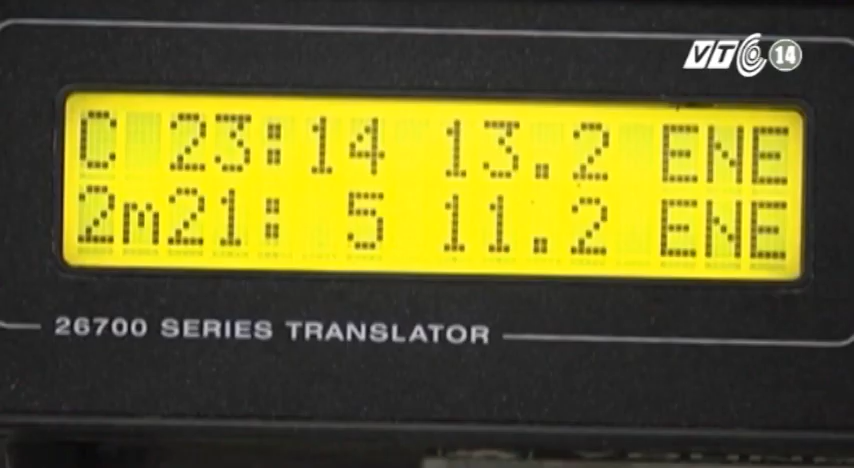 VTC 14
C 23:14 13.2 ENE
2m21: 5 11.2 ENE
26700 SERIES TRANSLATOR